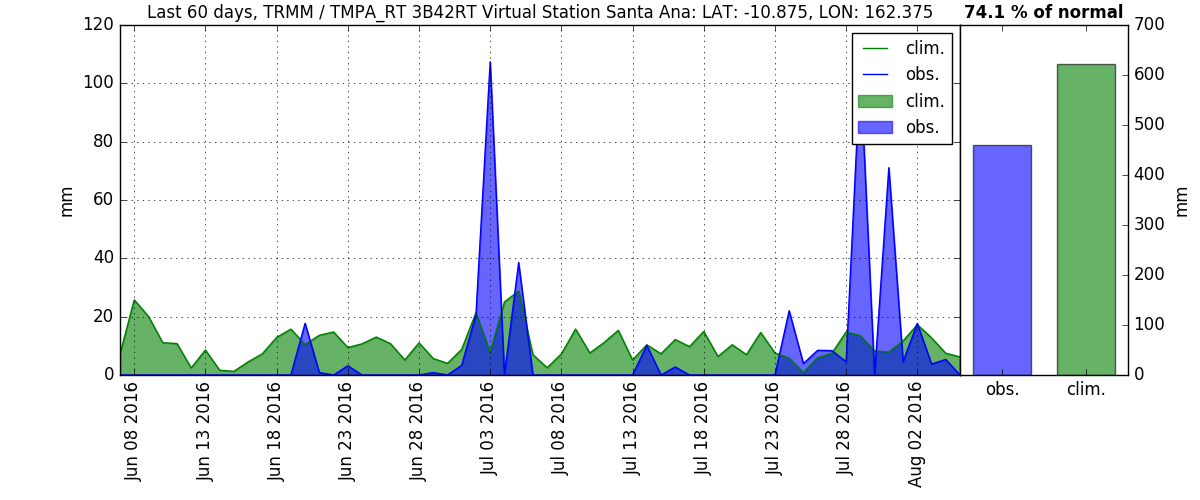 Last 60 days, TRMM / TMPA_RT 3B42RT Virtual Station Santa Ana: LAT: -10.875, LON: 162.375
74.1 % of normal
120
100
80
60
40
20
0
mm
clim.
obs.
clim.
obs.
700
600
500
400
300
200
100
0
mm
Jun 08 2016
Jun 13 2016
Jun 18 2016
Jun 23 2016
Jun 28 2016
Jul 03 2016
Jul 08 2016
Jul 13 2016
Jul 18 2016
Jul 23 2016
Jul 28 2016
Aug 02 2016
obs.
clim.